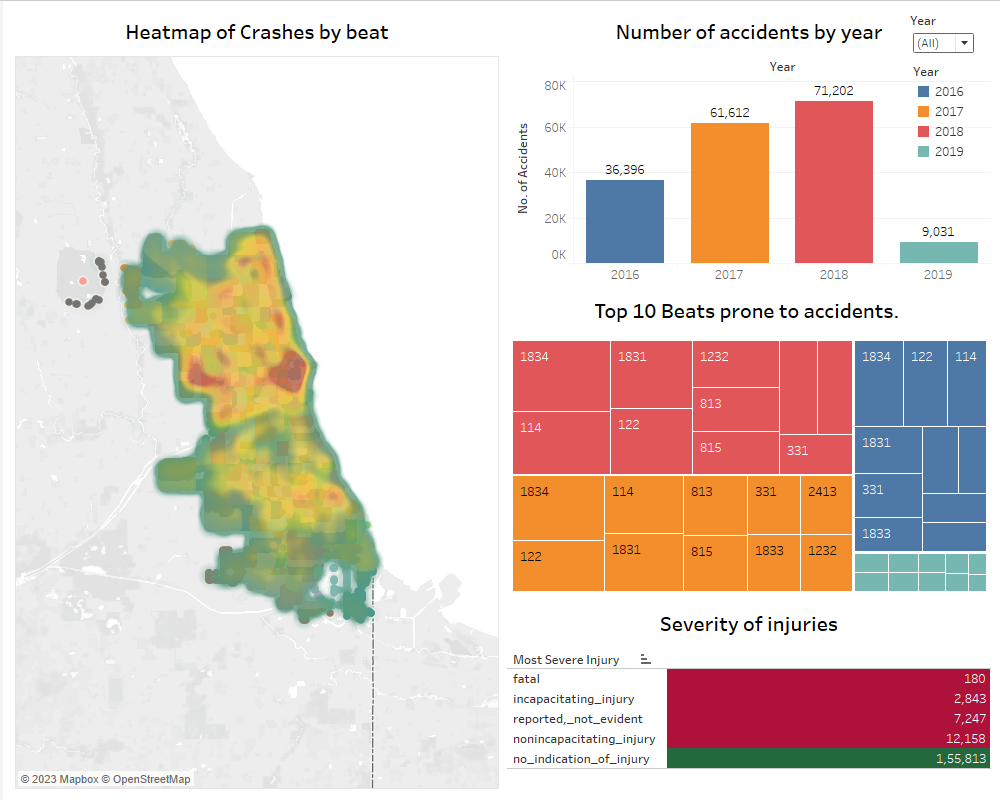 Heatmap of Crashes by beat
© 2023 Mapbox © OpenStreetMap
Number of accidents by year
Year
(All)
Year
Year
2016
2017
2018
2019
No. of Accidents
80K
60K
40K
20K
0K
36,396
61,612
71,202
9,031
2016
2017
2018
2019
Top 10 Beats prone to accidents.
1834
1831
1232
813
114
122
815
331
1834
114
813
331
2413
122
1831
815
1833
1232
1834
122
114
1831
331
1833
Severity of injuries
Most Severe Injury
fatal 180
incapacitating_injury 2,843
reported,_not_evident 7,247
nonincapacitating_injury 12,158
no_indication_of_injury 1,55,813